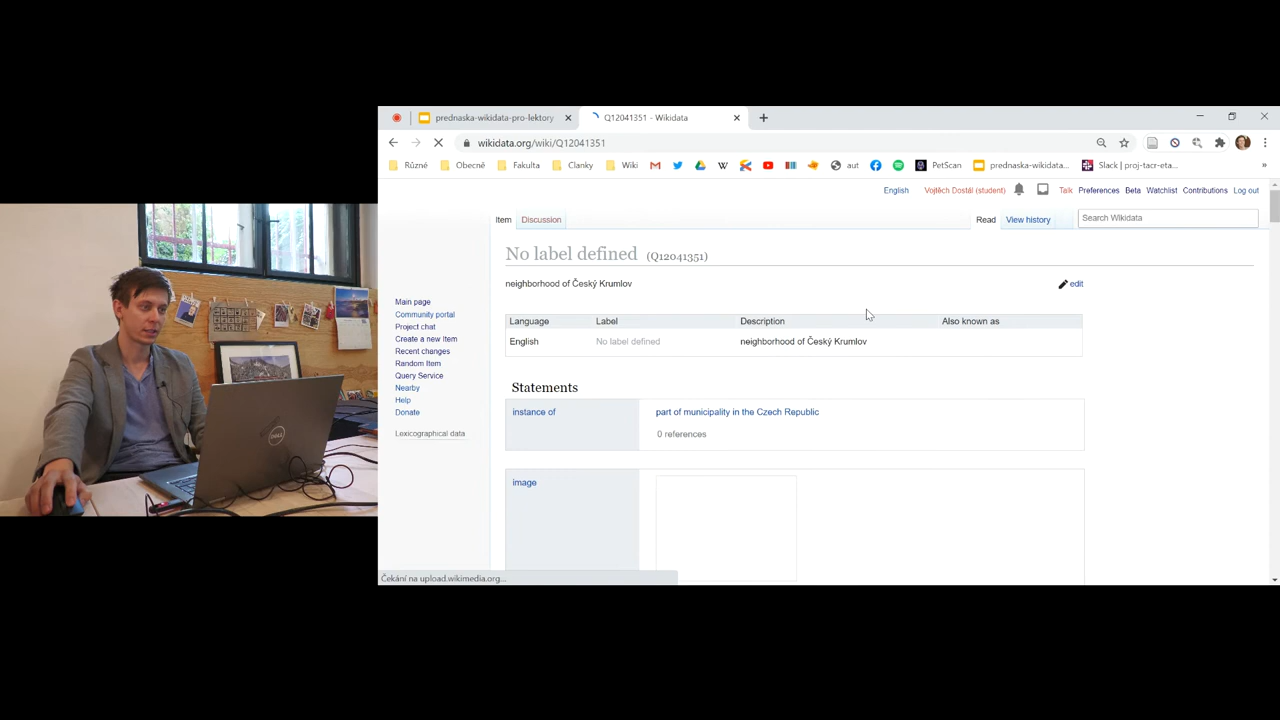 prednaska-wikidata-pro-lektory
Q12041351 - Wikidata
wikidata.org/wiki/Q12041351
Různé
Obecně
Fakulta
Clanky
Wiki
aut
PetScan
prednaska-wikidata...
Slack | proj-tacr-eta...
»
English
Vojtěch Dostál (student)
Talk
Preferences
Beta
Watchlist
Contributions
Log out
Item
Discussion
Read
View history
Search Wikidata
No label defined (Q12041351)
neighborhood of Český Krumlov
edit
Main page
Community portal
Project chat
Create a new Item
Recent changes
Random Item
Query Service
Nearby
Help
Donate
Lexicographical data
Language Label Description Also known as
English No label defined neighborhood of Český Krumlov
Statements
instance of
part of municipality in the Czech Republic
0 references
image
Čekání na upload.wikimedia.org...
DELL